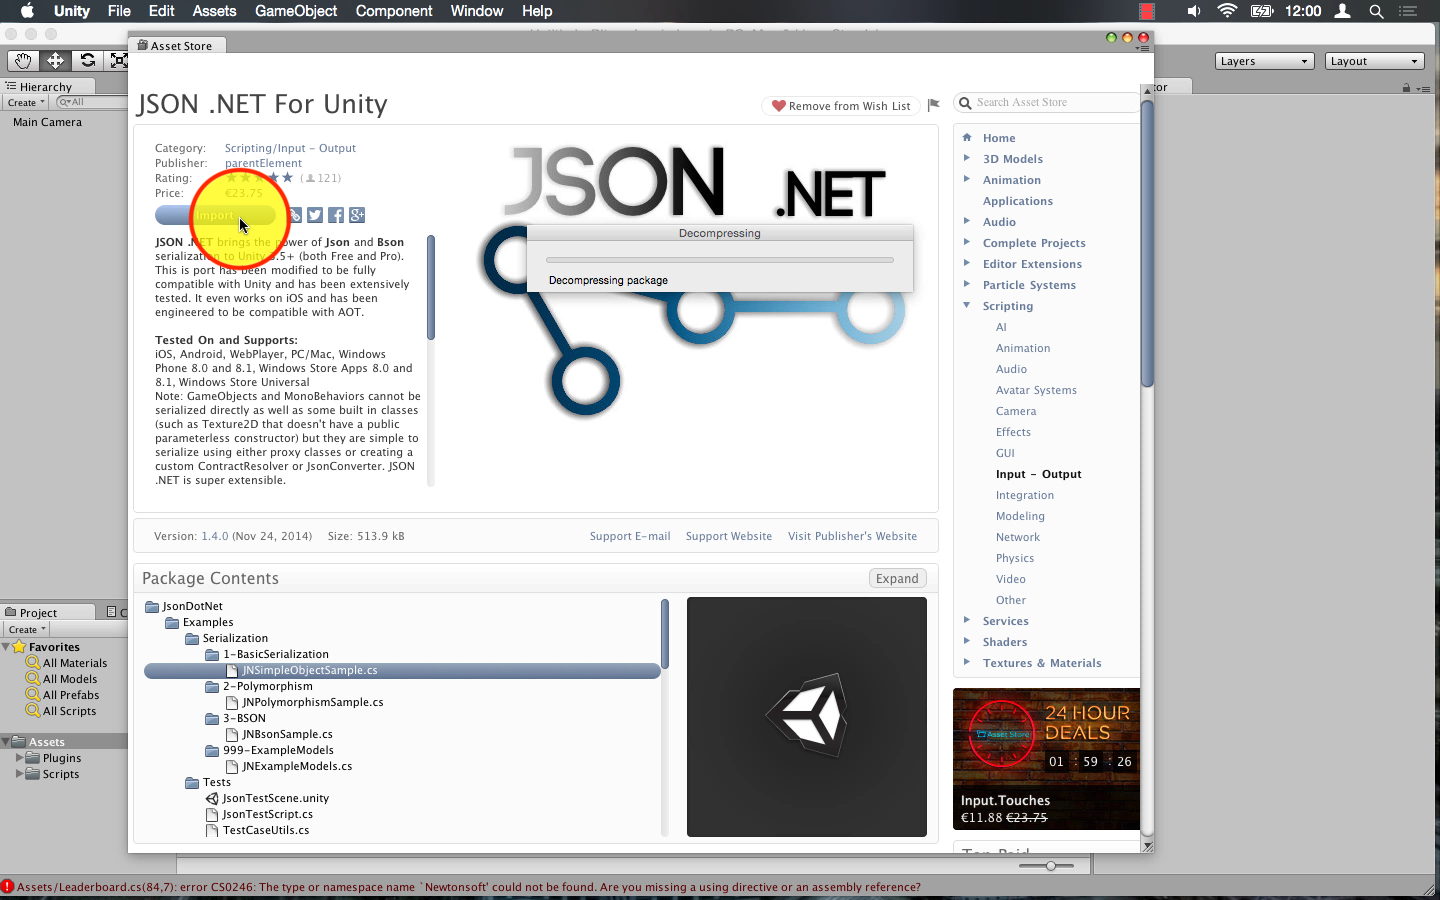 Unity File Edit Assets GameObject Component Window Help 12:00
Asset Store
Layers Layout
Hierarchy
Create All
Main Camera
JSON .NET For Unity
Remove from Wish List
Search Asset Store
Category: Scripting/Input - Output
Publisher: parentElement
Rating: (121)
Price: €23.75
Import
JSON .NET brings the power of Json and Bson
serialization to Unity 3.5+ (both Free and Pro).
This is port has been modified to be fully
compatible with Unity and has been extensively
tested. It even works on iOS and has been
engineered to be compatible with AOT.
Tested On and Supports:
iOS, Android, WebPlayer, PC/Mac, Windows
Phone 8.0 and 8.1, Windows Store Apps 8.0 and
8.1, Windows Store Universal
Note: GameObjects and MonoBehaviors cannot be
serialized directly as well as some built in classes
(such as Texture2D that doesn't have a public
parameterless constructor) but they are simple to
serialize using either proxy classes or creating a
custom ContractResolver or JsonConverter. JSON
.NET is super extensible.
JSON .NET
Decompressing
Decompressing package
Version: 1.4.0 (Nov 24, 2014) Size: 513.9 kB
Support E-mail Support Website Visit Publisher's Website
Package Contents
Expand
JsonDotNet
Examples
Serialization
1-BasicSerialization
JNSimpleObjectSample.cs
2-Polymorphism
JNPolymorphismSample.cs
3-BSON
JNBsonSample.cs
999-ExampleModels
JNExampleModels.cs
Tests
JsonTestScene.unity
JsonTestScript.cs
TestCaseUtils.cs
Home
3D Models
Animation
Applications
Audio
Complete Projects
Editor Extensions
Particle Systems
Scripting
AI
Animation
Audio
Avatar Systems
Camera
Effects
GUI
Input - Output
Integration
Modeling
Network
Physics
Video
Other
Services
Shaders
Textures & Materials
24 HOUR
DEALS
Asset Store
01 : 59 : 26
Input.Touches
€11.88 €23.75
Project
Create
Favorites
All Materials
All Models
All Prefabs
All Scripts
Assets
Plugins
Scripts
Assets/Leaderboard.cs(84,7): error CS0246: The type or namespace name `Newtonsoft' could not be found. Are you missing a using directive or an assembly reference?